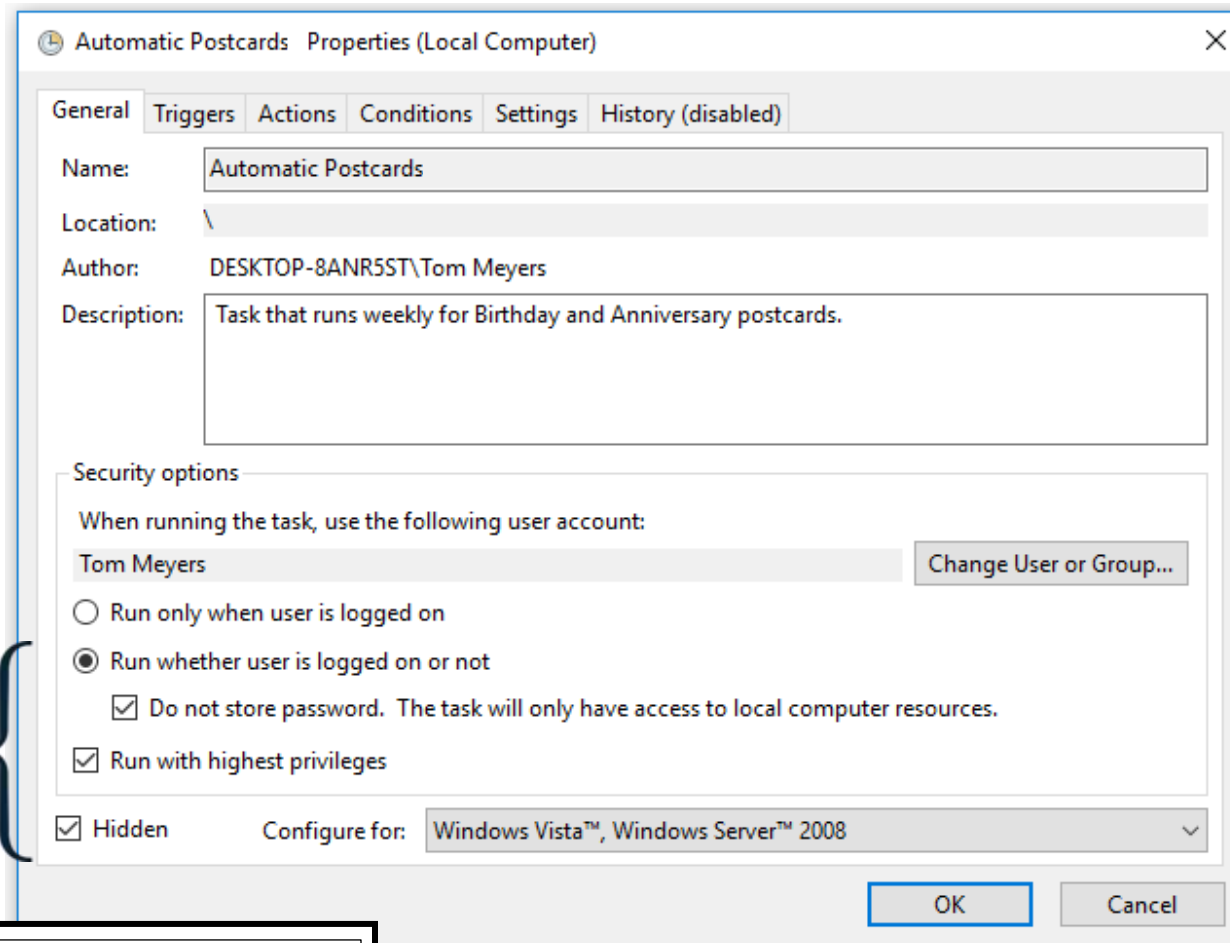 Automatic Postcards Properties (Local Computer)
General Triggers Actions Conditions Settings History (disabled)
Name: Automatic Postcards
Location: \
Author: DESKTOP-8ANR5ST\Tom Meyers
Description: Task that runs weekly for Birthday and Anniversary postcards.
Security options
When running the task, use the following user account:
Tom Meyers Change User or Group...
Run only when user is logged on
Run whether user is logged on or not
Do not store password. The task will only have access to local computer resources.
Run with highest privileges
Hidden Configure for: Windows Vista™, Windows Server™ 2008
OK Cancel